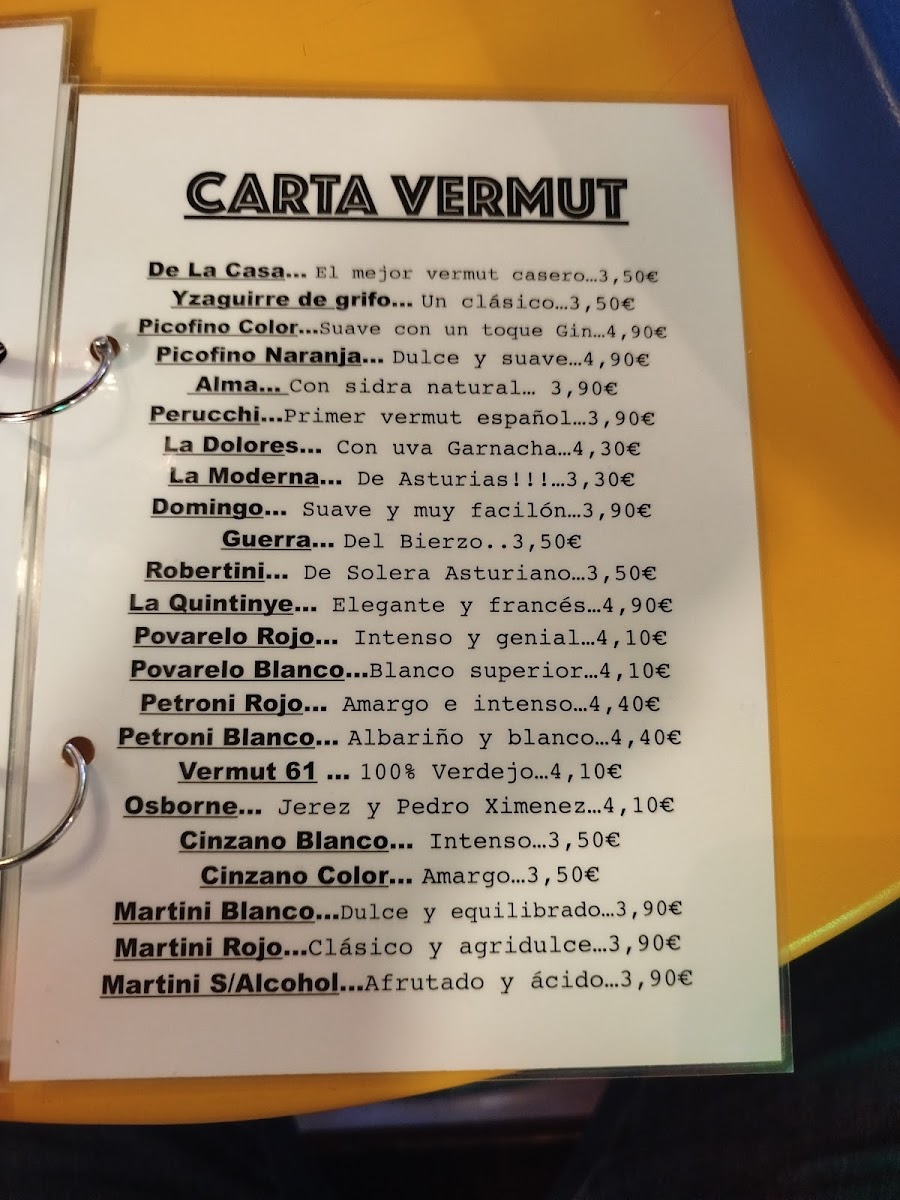 CARTA VERMUT
De La Casa... El mejor vermut casero…3,50€
Yzaguirre de grifo... Un clásico…3,50€
Picofino Color...Suave con un toque Gin…4,90€
Picofino Naranja... Dulce y suave…4,90€
Alma... Con sidra natural… 3,90€
Perucchi...Primer vermut español…3,90€
La Dolores... Con uva Garnacha…4,30€
La Moderna... De Asturias!!!…3,30€
Domingo... Suave y muy facilón…3,90€
Guerra... Del Bierzo..3,50€
Robertini... De Solera Asturiano…3,50€
La Quintinye... Elegante y francés…4,90€
Povarelo Rojo... Intenso y genial…4,10€
Povarelo Blanco...Blanco superior…4,10€
Petroni Rojo... Amargo e intenso…4,40€
Petroni Blanco... Albariño y blanco…4,40€
Vermut 61 ... 100% Verdejo…4,10€
Osborne... Jerez y Pedro Ximenez…4,10€
Cinzano Blanco... Intenso…3,50€
Cinzano Color... Amargo…3,50€
Martini Blanco...Dulce y equilibrado…3,90€
Martini Rojo...Clásico y agridulce…3,90€
Martini S/Alcohol...Afrutado y ácido…3,90€